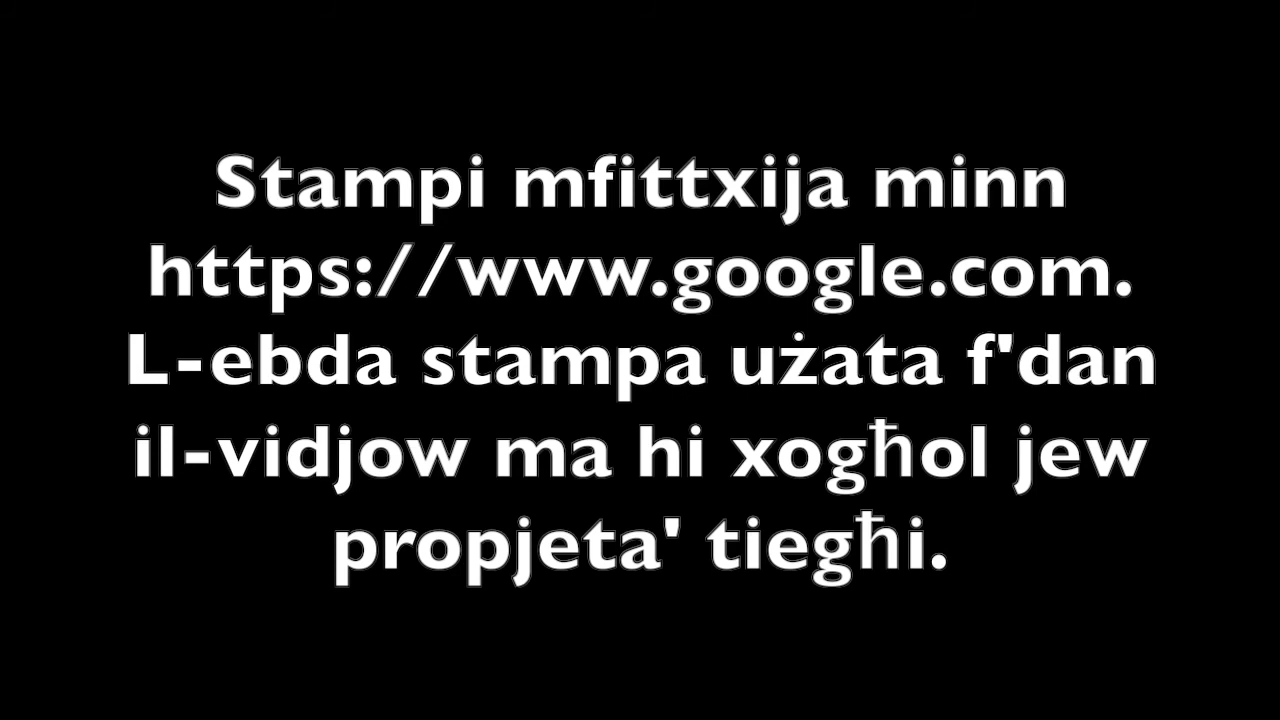 Stampi mfittxija minn
https://www.google.com.
L-ebda stampa użata f'dan
il-vidjow ma hi xogħol jew
propjeta' tiegħi.